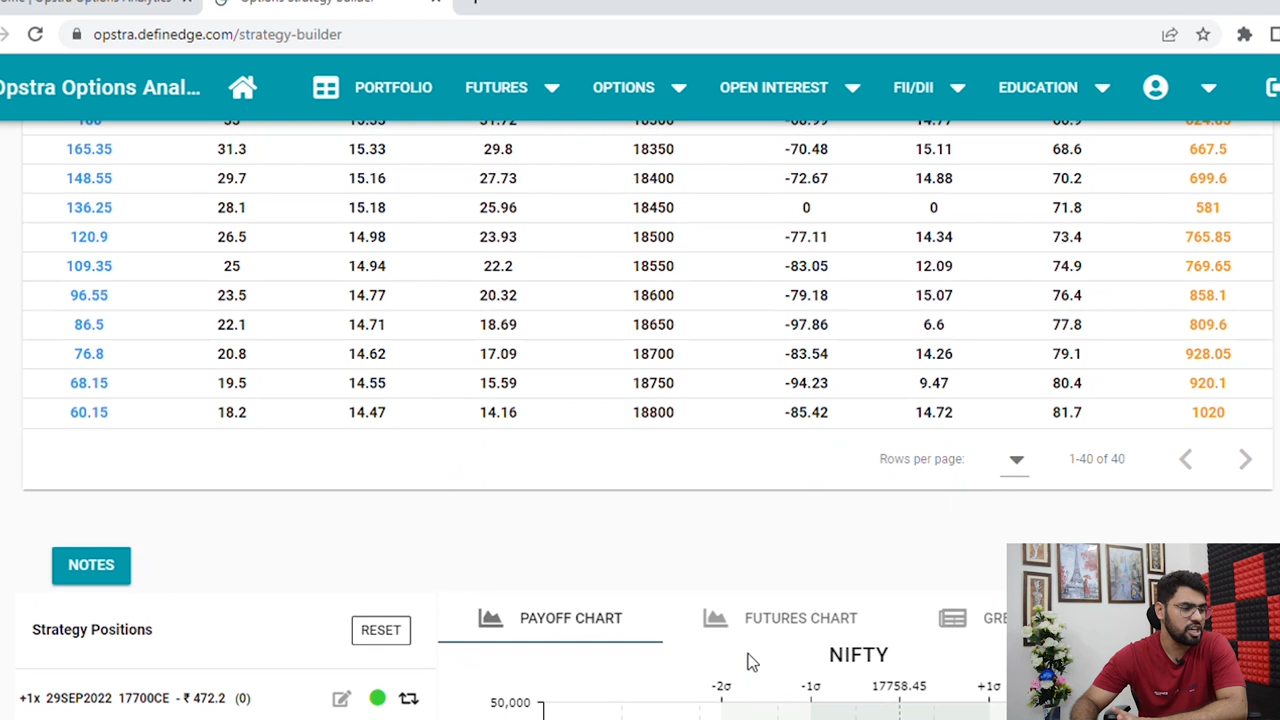 Options Strategy Builder
opstra.definedge.com/strategy-builder
Opstra Options Anal... PORTFOLIO FUTURES OPTIONS OPEN INTEREST FII/DII EDUCATION
165.35 31.3 15.33 29.8 18350 -70.48 15.11 68.6 667.5
148.55 29.7 15.16 27.73 18400 -72.67 14.88 70.2 699.6
136.25 28.1 15.18 25.96 18450 0 0 71.8 581
120.9 26.5 14.98 23.93 18500 -77.11 14.34 73.4 765.85
109.35 25 14.94 22.2 18550 -83.05 12.09 74.9 769.65
96.55 23.5 14.77 20.32 18600 -79.18 15.07 76.4 858.1
86.5 22.1 14.71 18.69 18650 -97.86 6.6 77.8 809.6
76.8 20.8 14.62 17.09 18700 -83.54 14.26 79.1 928.05
68.15 19.5 14.55 15.59 18750 -94.23 9.47 80.4 920.1
60.15 18.2 14.47 14.16 18800 -85.42 14.72 81.7 1020
Rows per page: 1-40 of 40
NOTES
Strategy Positions RESET PAYOFF CHART FUTURES CHART GRE
NIFTY
-2σ -1σ 17758.45 +1σ
+1x 29SEP2022 17700CE - ₹ 472.2 (0) 50,000